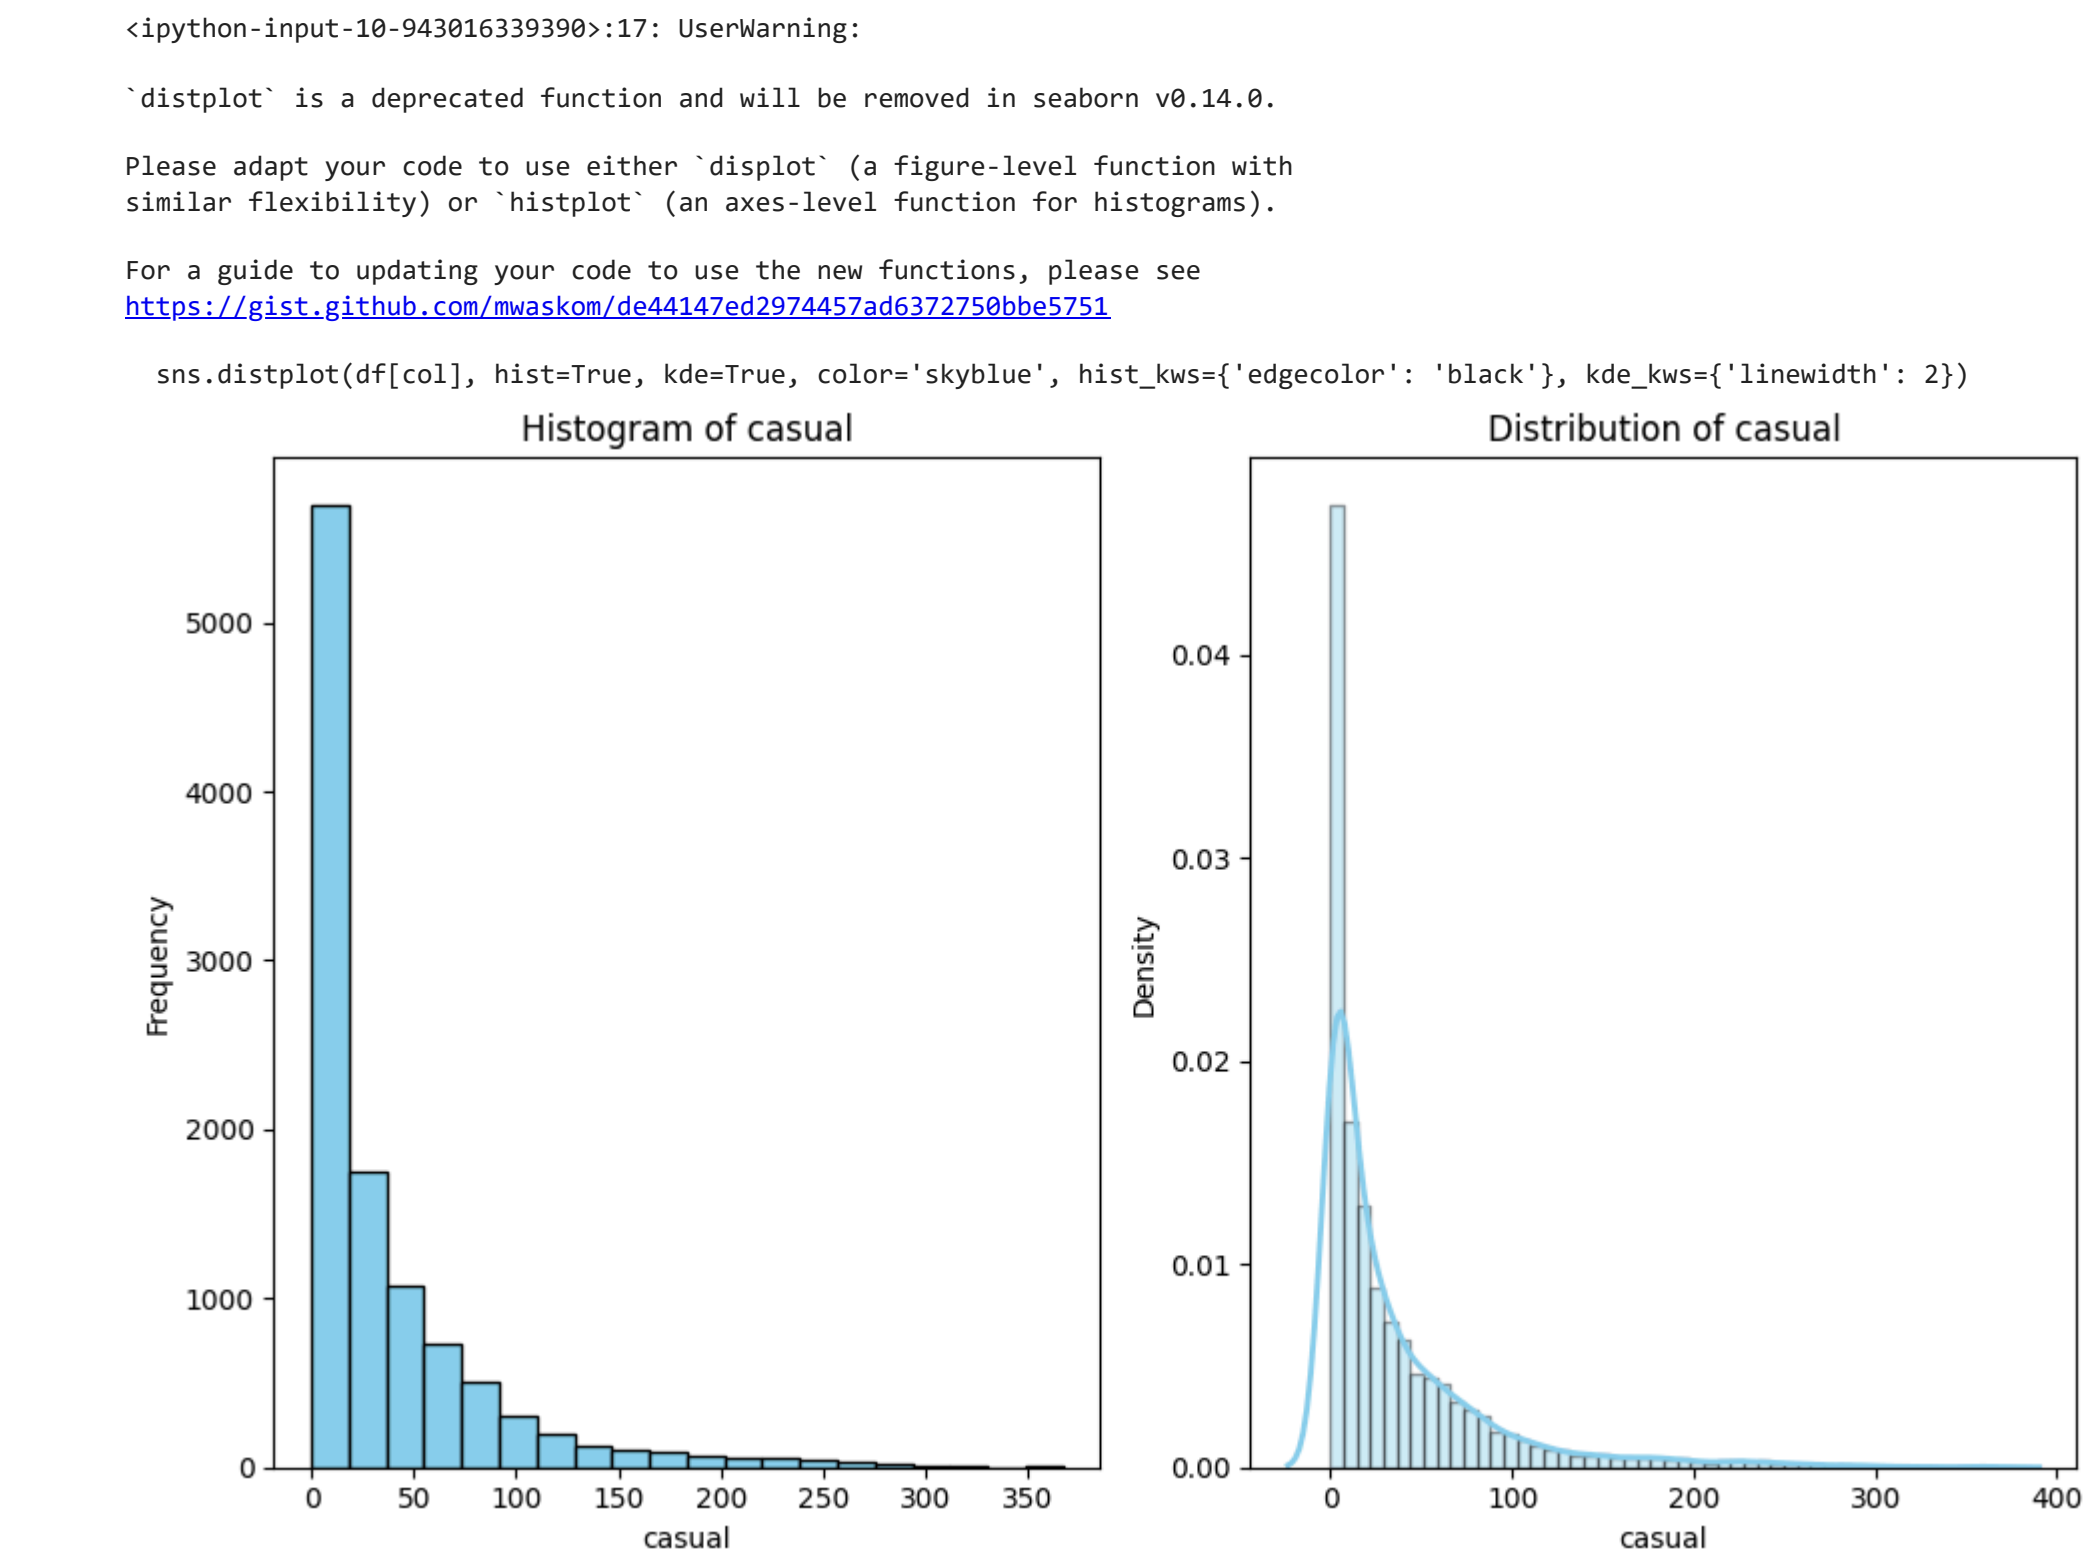 <ipython-input-10-943016339390>:17: UserWarning:
`distplot` is a deprecated function and will be removed in seaborn v0.14.0.
Please adapt your code to use either `displot` (a figure-level function with
similar flexibility) or `histplot` (an axes-level function for histograms).
For a guide to updating your code to use the new functions, please see
https://gist.github.com/mwaskom/de44147ed2974457ad6372750bbe5751
sns.distplot(df[col], hist=True, kde=True, color='skyblue', hist_kws={'edgecolor': 'black'}, kde_kws={'linewidth': 2})
Histogram of casual
Frequency
5000
4000
3000
2000
1000
0
0 50 100 150 200 250 300 350
casual
Distribution of casual
Density
0.04
0.03
0.02
0.01
0.00
0 100 200 300 400
casual